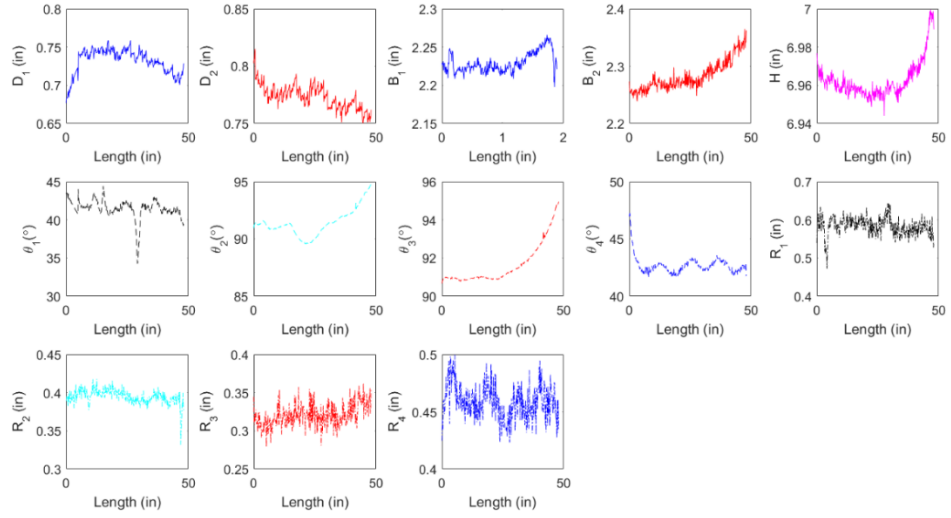 0.8
0.75
0.7
0.65
D1 (in)
0 50
Length (in)
0.85
0.8
0.75
D2 (in)
0 50
Length (in)
2.25
2.2
2.15
B1 (in)
0 1 2
Length (in)
2.4
2.3
2.2
B2 (in)
0 50
Length (in)
7
6.98
6.96
6.94
H (in)
0 50
Length (in)
45
40
35
30
θ1(°)
0 50
Length (in)
95
90
85
θ2(°)
0 50
Length (in)
96
94
92
90
θ3(°)
0 50
Length (in)
50
45
40
θ4(°)
0 50
Length (in)
0.7
0.6
0.5
0.4
R1 (in)
0 50
Length (in)
0.45
0.4
0.35
0.3
R2 (in)
0 50
Length (in)
0.4
0.35
0.3
0.25
R3 (in)
0 50
Length (in)
0.5
0.45
0.4
R4 (in)
0 50
Length (in)